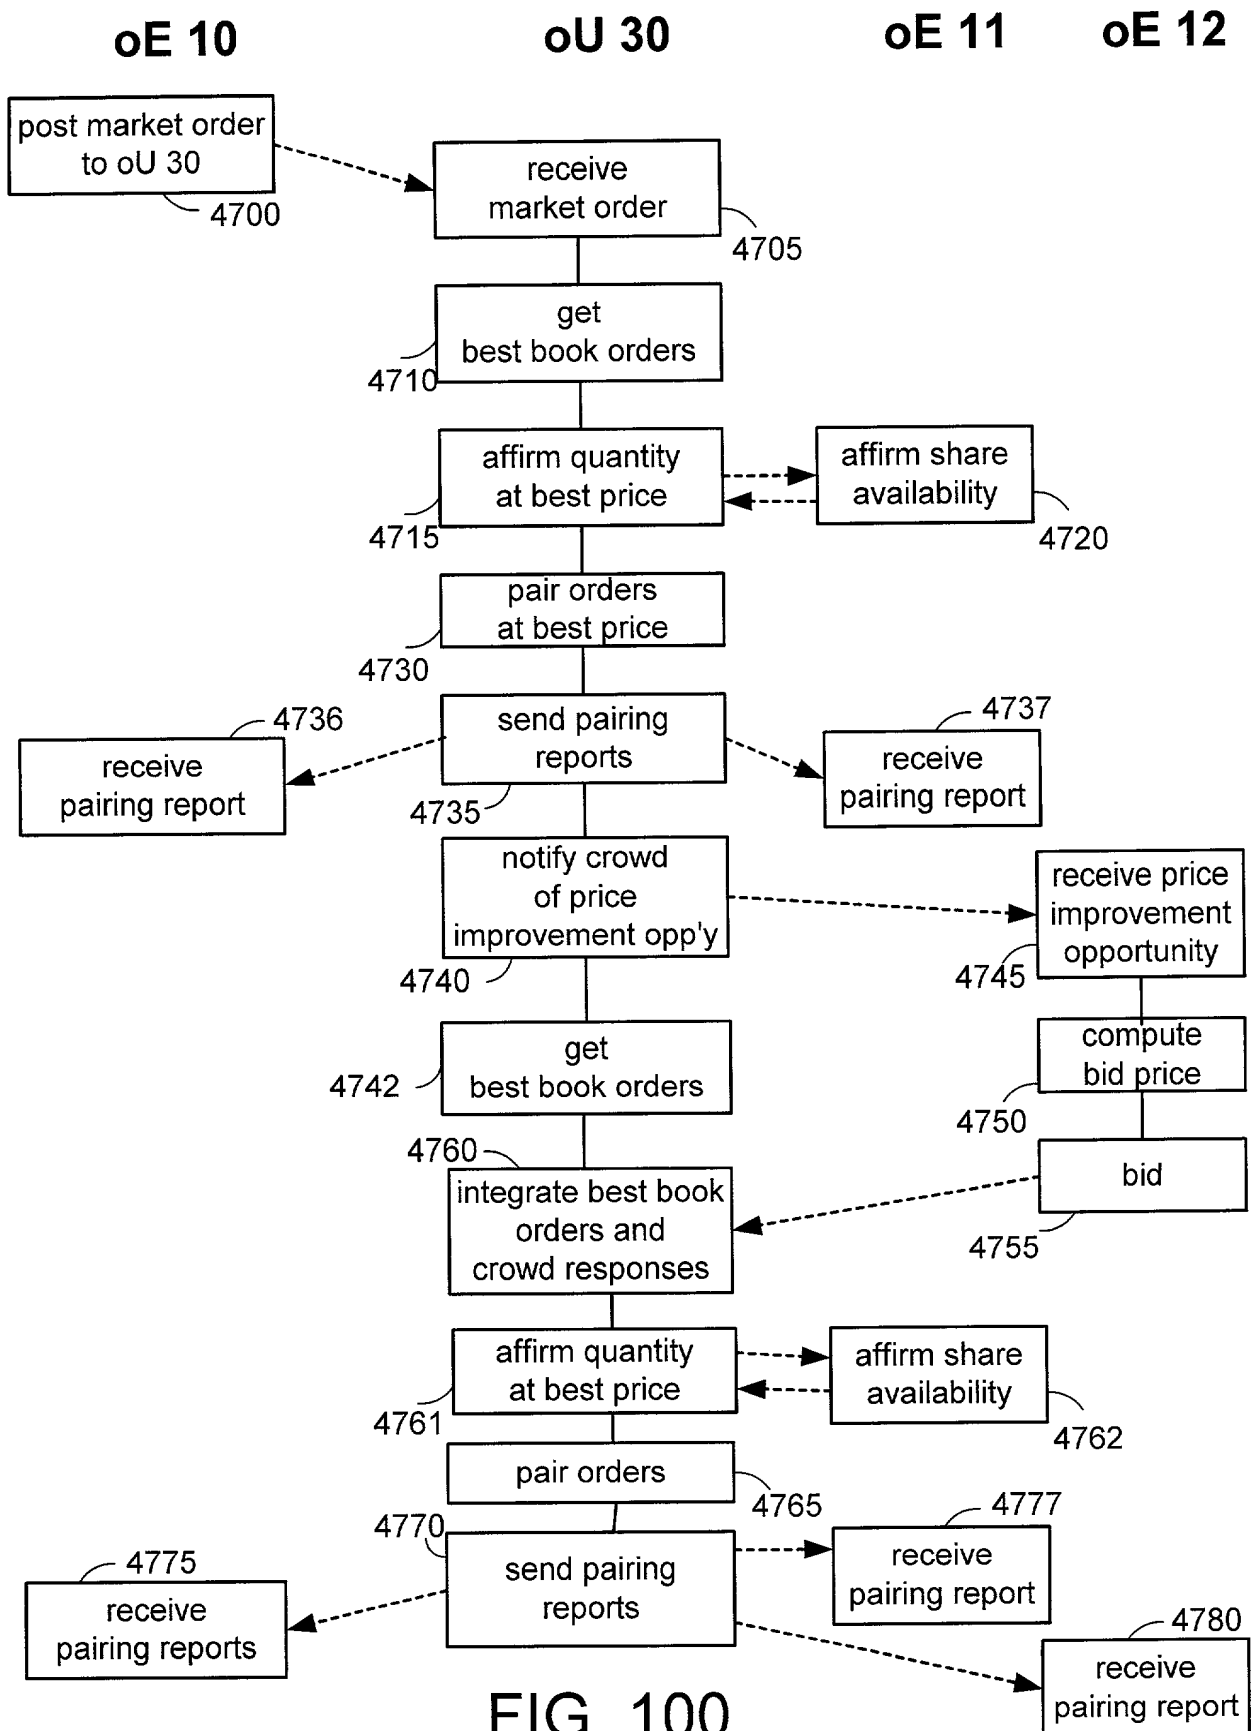 oE 10
oU 30
oE 11
oE 12
post market order
to oU 30
4700
receive
market order
4705
get
best book orders
4710
affirm quantity
at best price
4715
affirm share
availability
4720
pair orders
at best price
4730
send pairing
reports
4735
4736
receive
pairing report
4737
receive
pairing report
notify crowd
of price
improvement opp'y
4740
receive price
improvement
opportunity
4745
get
best book orders
4742
compute
bid price
4750
bid
4755
4760
integrate best book
orders and
crowd responses
affirm quantity
at best price
4761
affirm share
availability
4762
pair orders
4765
4770
send pairing
reports
4777
receive
pairing report
4775
receive
pairing reports
4780
receive
pairing report
FIG. 100